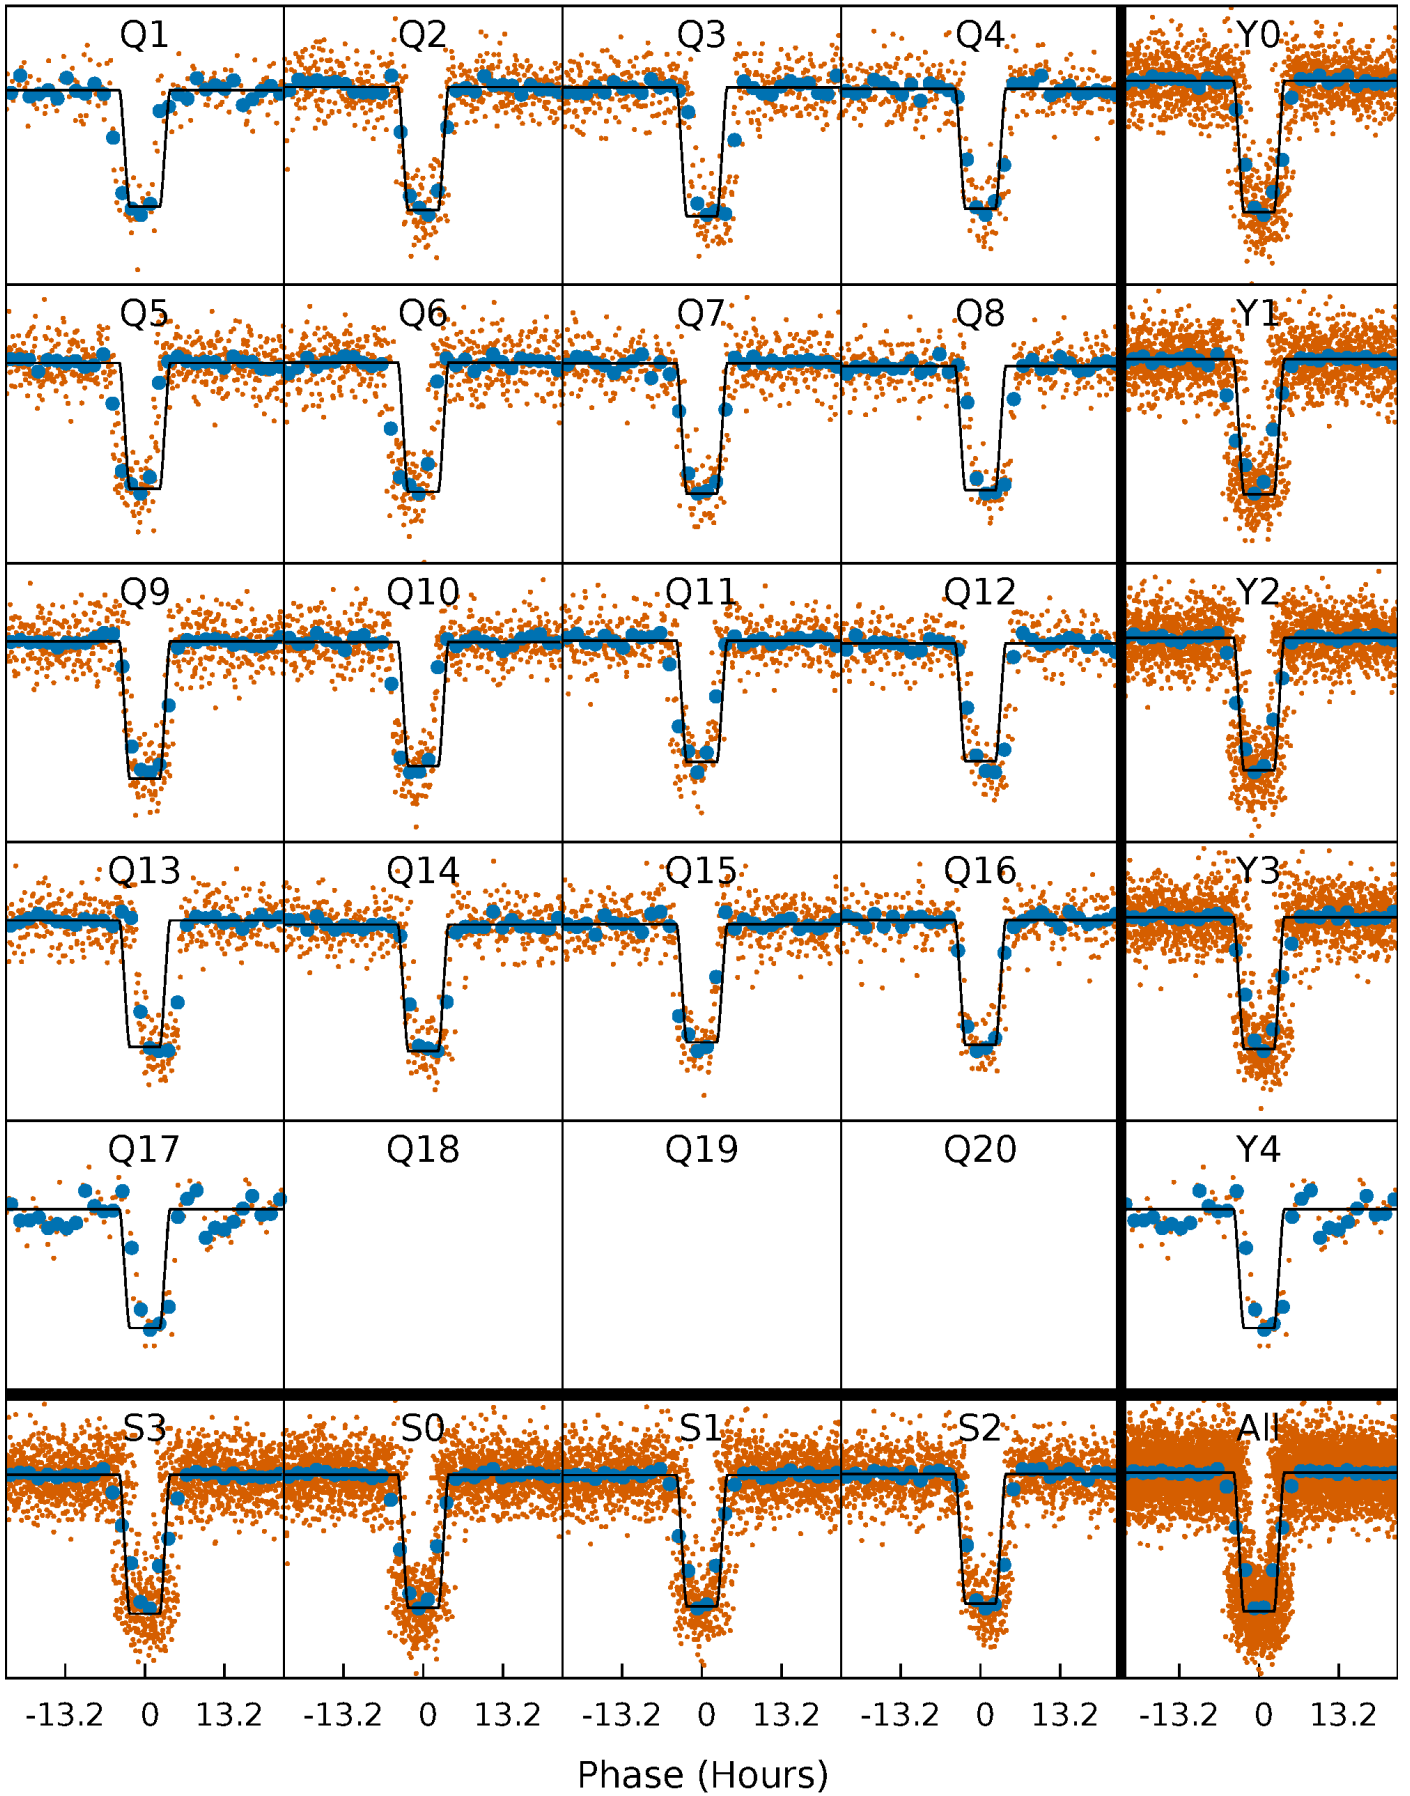 Q1 Q2 Q3 Q4 Y0
Q5 Q6 Q7 Q8 Y1
Q9 Q10 Q11 Q12 Y2
Q13 Q14 Q15 Q16 Y3
Q17 Q18 Q19 Q20 Y4
S3 S0 S1 S2 All
-13.2 0 13.2 -13.2 0 13.2 -13.2 0 13.2 -13.2 0 13.2 -13.2 0 13.2
Phase (Hours)